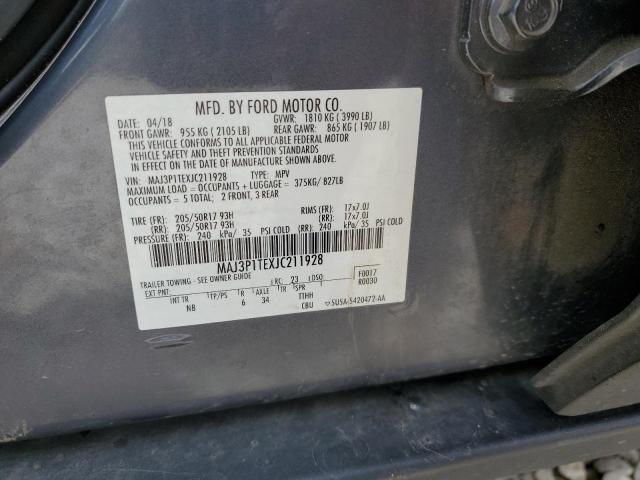 MFD. BY FORD MOTOR CO.
DATE: 04/18 GVWR: 1810 KG ( 3990 LB)
FRONT GAWR: 955 KG ( 2105 LB) REAR GAWR: 865 KG ( 1907 LB)
THIS VEHICLE CONFORMS TO ALL APPLICABLE FEDERAL MOTOR
VEHICLE SAFETY AND THEFT PREVENTION STANDARDS
IN EFFECT ON THE DATE OF MANUFACTURE SHOWN ABOVE.
VIN: MAJ3P1TEXJC211928 TYPE: MPV
MAXIMUM LOAD = OCCUPANTS + LUGGAGE = 375KG/ 827LB
OCCUPANTS = 5 TOTAL; 2 FRONT, 3 REAR
TIRE (FR): 205/50R17 93H RIMS (FR): 17x7.0J
(RR): 205/50R17 93H (RR): 17x7.0J
PRESSURE (FR): 240 kPa/ 35 PSI COLD (RR): 240 kPa/ 35 PSI COLD
MAJ3P1TEXJC211928
TRAILER TOWING - SEE OWNER GUIDE
EXT PNT: RC: 23 DSO: F0017
R0030
INT TR TP/PS R AXLE TR SPR
NB 6 34 TTHH
CBU SU5A-5420472-AA